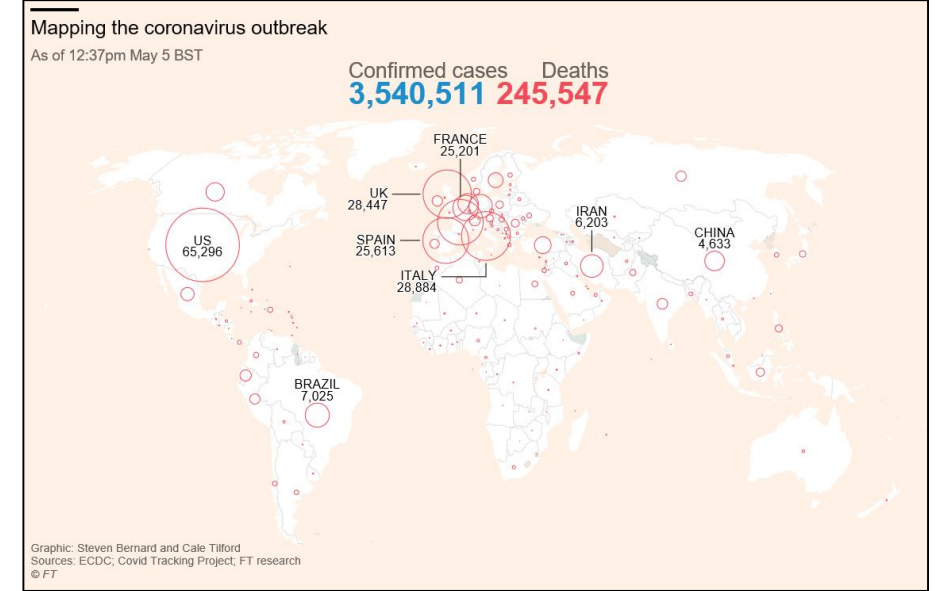 Mapping the coronavirus outbreak
As of 12:37pm May 5 BST
Confirmed cases
3,540,511
Deaths
245,547
FRANCE
25,201
UK
28,447
SPAIN
25,613
ITALY
28,884
US
65,296
IRAN
6,203
CHINA
4,633
BRAZIL
7,025
Graphic: Steven Bernard and Cale Tilford
Sources: ECDC; Covid Tracking Project; FT research
© FT